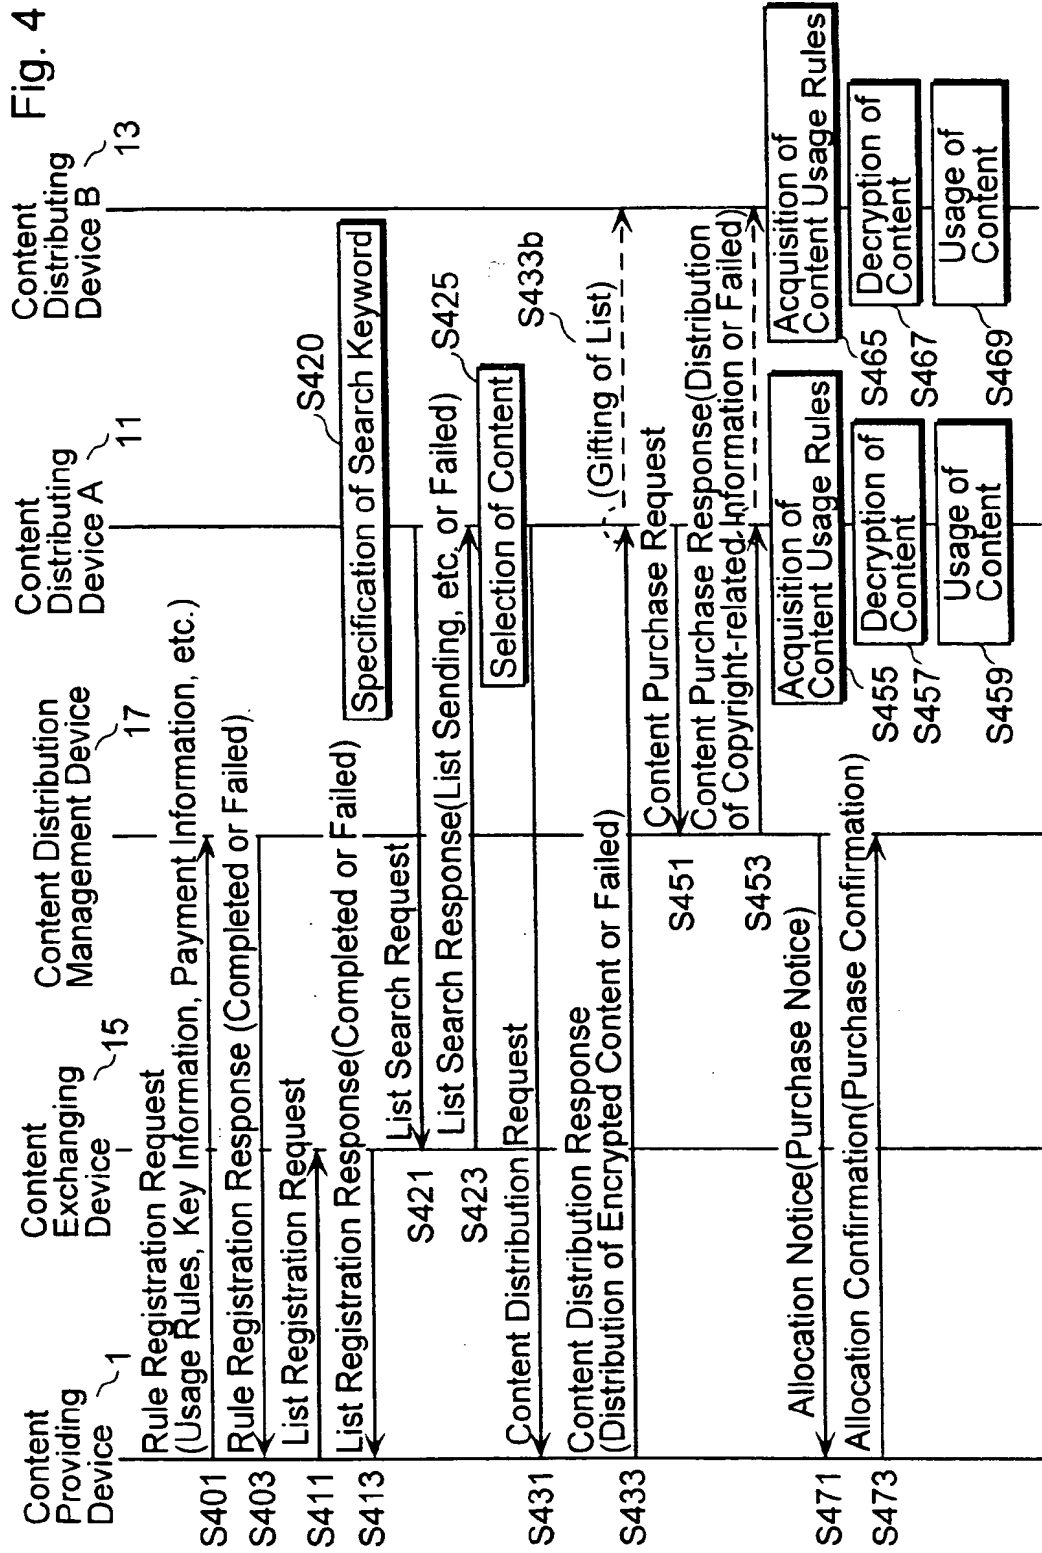 Fig. 4
Content
Providing
Device
1
Content
Exchanging
Device
15
Content Distribution
Management Device
17
Content
Distributing
Device A
11
Content
Distributing
Device B
13
S401
Rule Registration Request
(Usage Rules, Key Information, Payment Information, etc.)
S403
Rule Registration Response (Completed or Failed)
S411
List Registration Request
S413
List Registration Response(Completed or Failed)
S420
Specification of Search Keyword
List Search Request
S421
List Search Response(List Sending, etc. or Failed)
S423
S425
Selection of Content
Content Distribution Request
S431
Content Distribution Response
(Distribution of Encrypted Content or Failed)
S433
(Gifting of List)
S433b
Content Purchase Request
S451
Content Purchase Response(Distribution
of Copyright-related Information or Failed)
S453
Acquisition of
Content Usage Rules
S455
Acquisition of
Content Usage Rules
S465
Decryption of
Content
S457
Decryption of
Content
S467
Usage of
Content
S459
Usage of
Content
S469
Allocation Notice(Purchase Notice)
S471
Allocation Confirmation(Purchase Confirmation)
S473